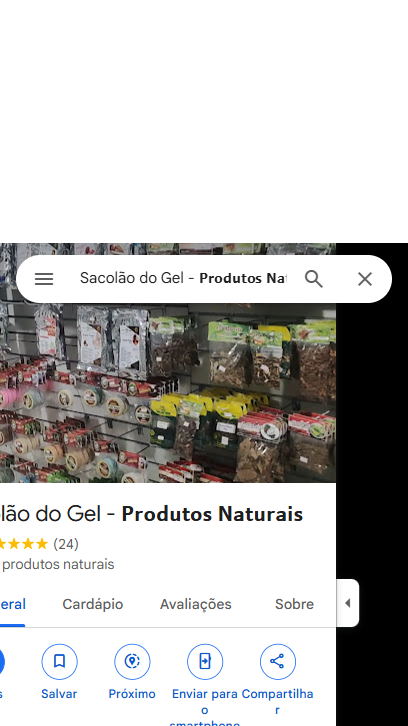 Sacolão do Gel - Produtos Na
lão do Gel - Produtos Naturais
(24)
produtos naturais
eral Cardápio Avaliações Sobre
s Salvar Próximo Enviar para o smartphone Compartilhar